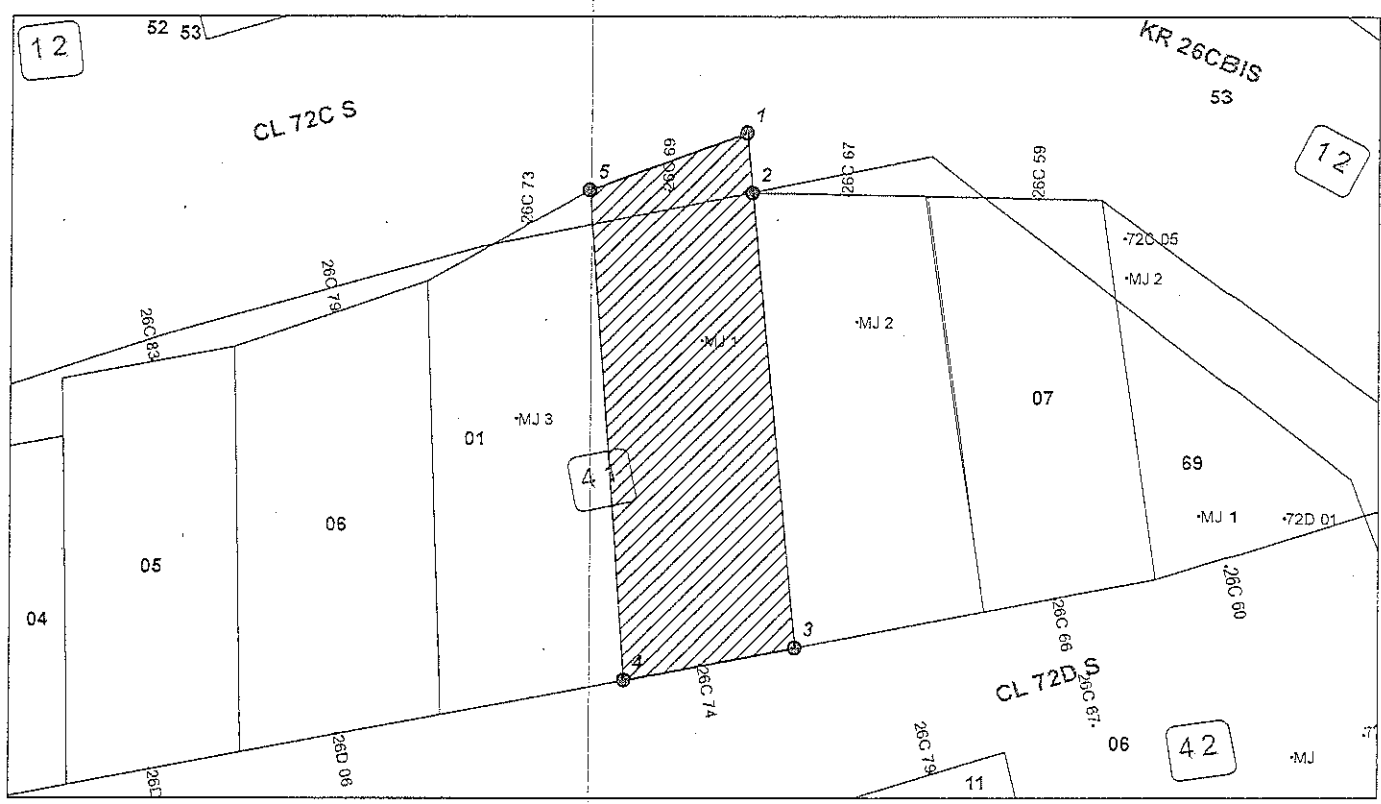 12
52
53
CL 72C S
KR 26CBIS
53
12
1
5
26C 69
2
26C 67
26C 59
26C 73
26C 79
26C 83
72C 05
MJ 2
MJ 2
MJ 1
MJ 3
01
07
41
69
MJ 1
72D 01
06
05
04
26C 60
26C 66
3
4
26C 74
CL 72D S
26C 67
26C 79
06
42
MJ
11
26D 06
26D